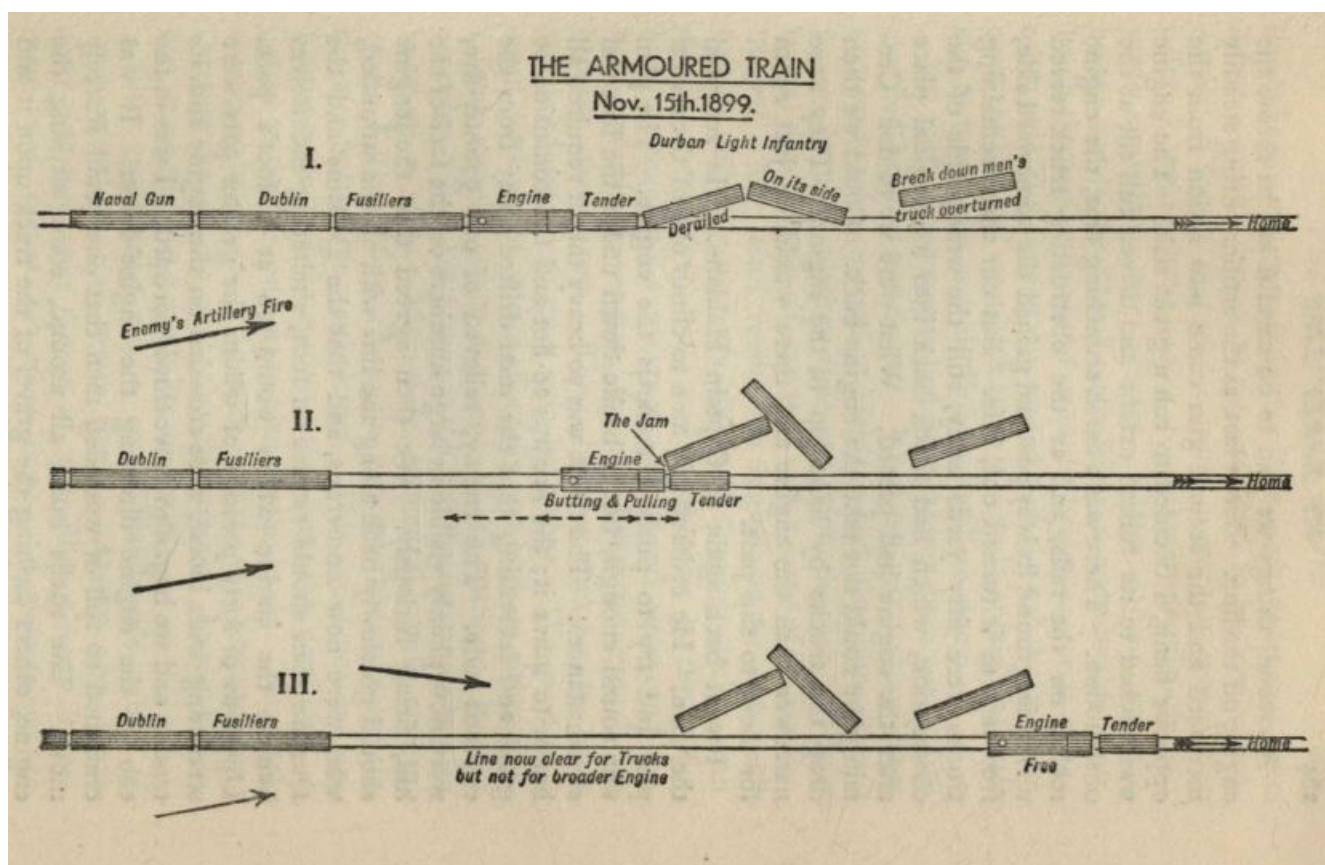 THE ARMOURED TRAIN
Nov. 15th.1899.
Durban Light Infantry
I.
Naval Gun
Dublin
Fusiliers
Engine
Tender
Derailed
On its side
Break down men's
truck overturned
Home
Enemy's Artillery Fire
II.
The Jam
Dublin
Fusiliers
Engine
Butting & Pulling
Tender
Home
III.
Dublin
Fusiliers
Line now clear for Trucks
but not for broader Engine
Engine
Free
Tender
Home